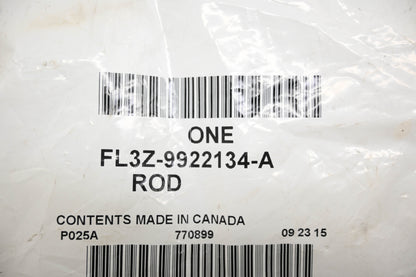 ONE
FL3Z-9922134-A
ROD
CONTENTS MADE IN CANADA
P025A 770899 09 23 15